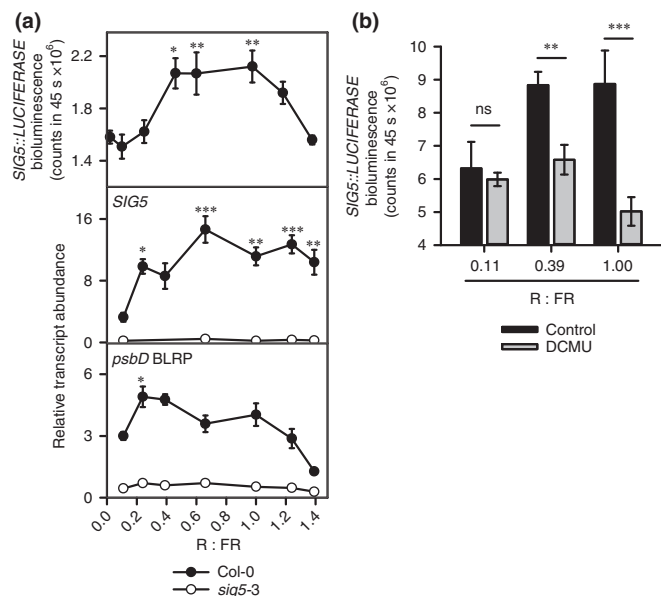 (a)
SIG5::LUCIFERASE
bioluminescence
(counts in 45 s ×10⁶)
2.2
1.8
1.4
* ** **
SIG5
16
8
0
* *** ** *** **
Relative transcript abundance
psbD BLRP
6
3
0
*
0.0 0.2 0.4 0.6 0.8 1.0 1.2 1.4
R : FR
Col-0
sig5-3
(b)
SIG5::LUCIFERASE
bioluminescence
(counts in 45 s ×10⁶)
10
9
8
7
6
5
4
ns ** ***
0.11 0.39 1.00
R : FR
Control
DCMU